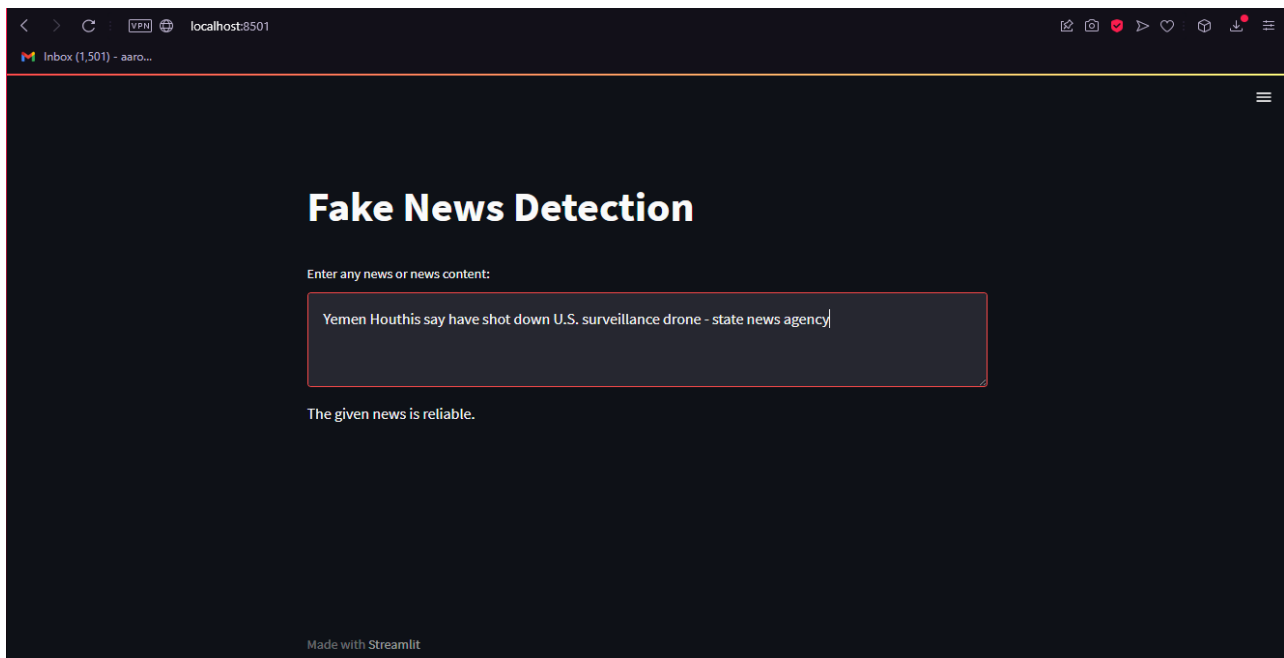 VPN localhost:8501
Inbox (1,501) - aaro...
Fake News Detection
Enter any news or news content:
Yemen Houthis say have shot down U.S. surveillance drone - state news agency
The given news is reliable.
Made with Streamlit